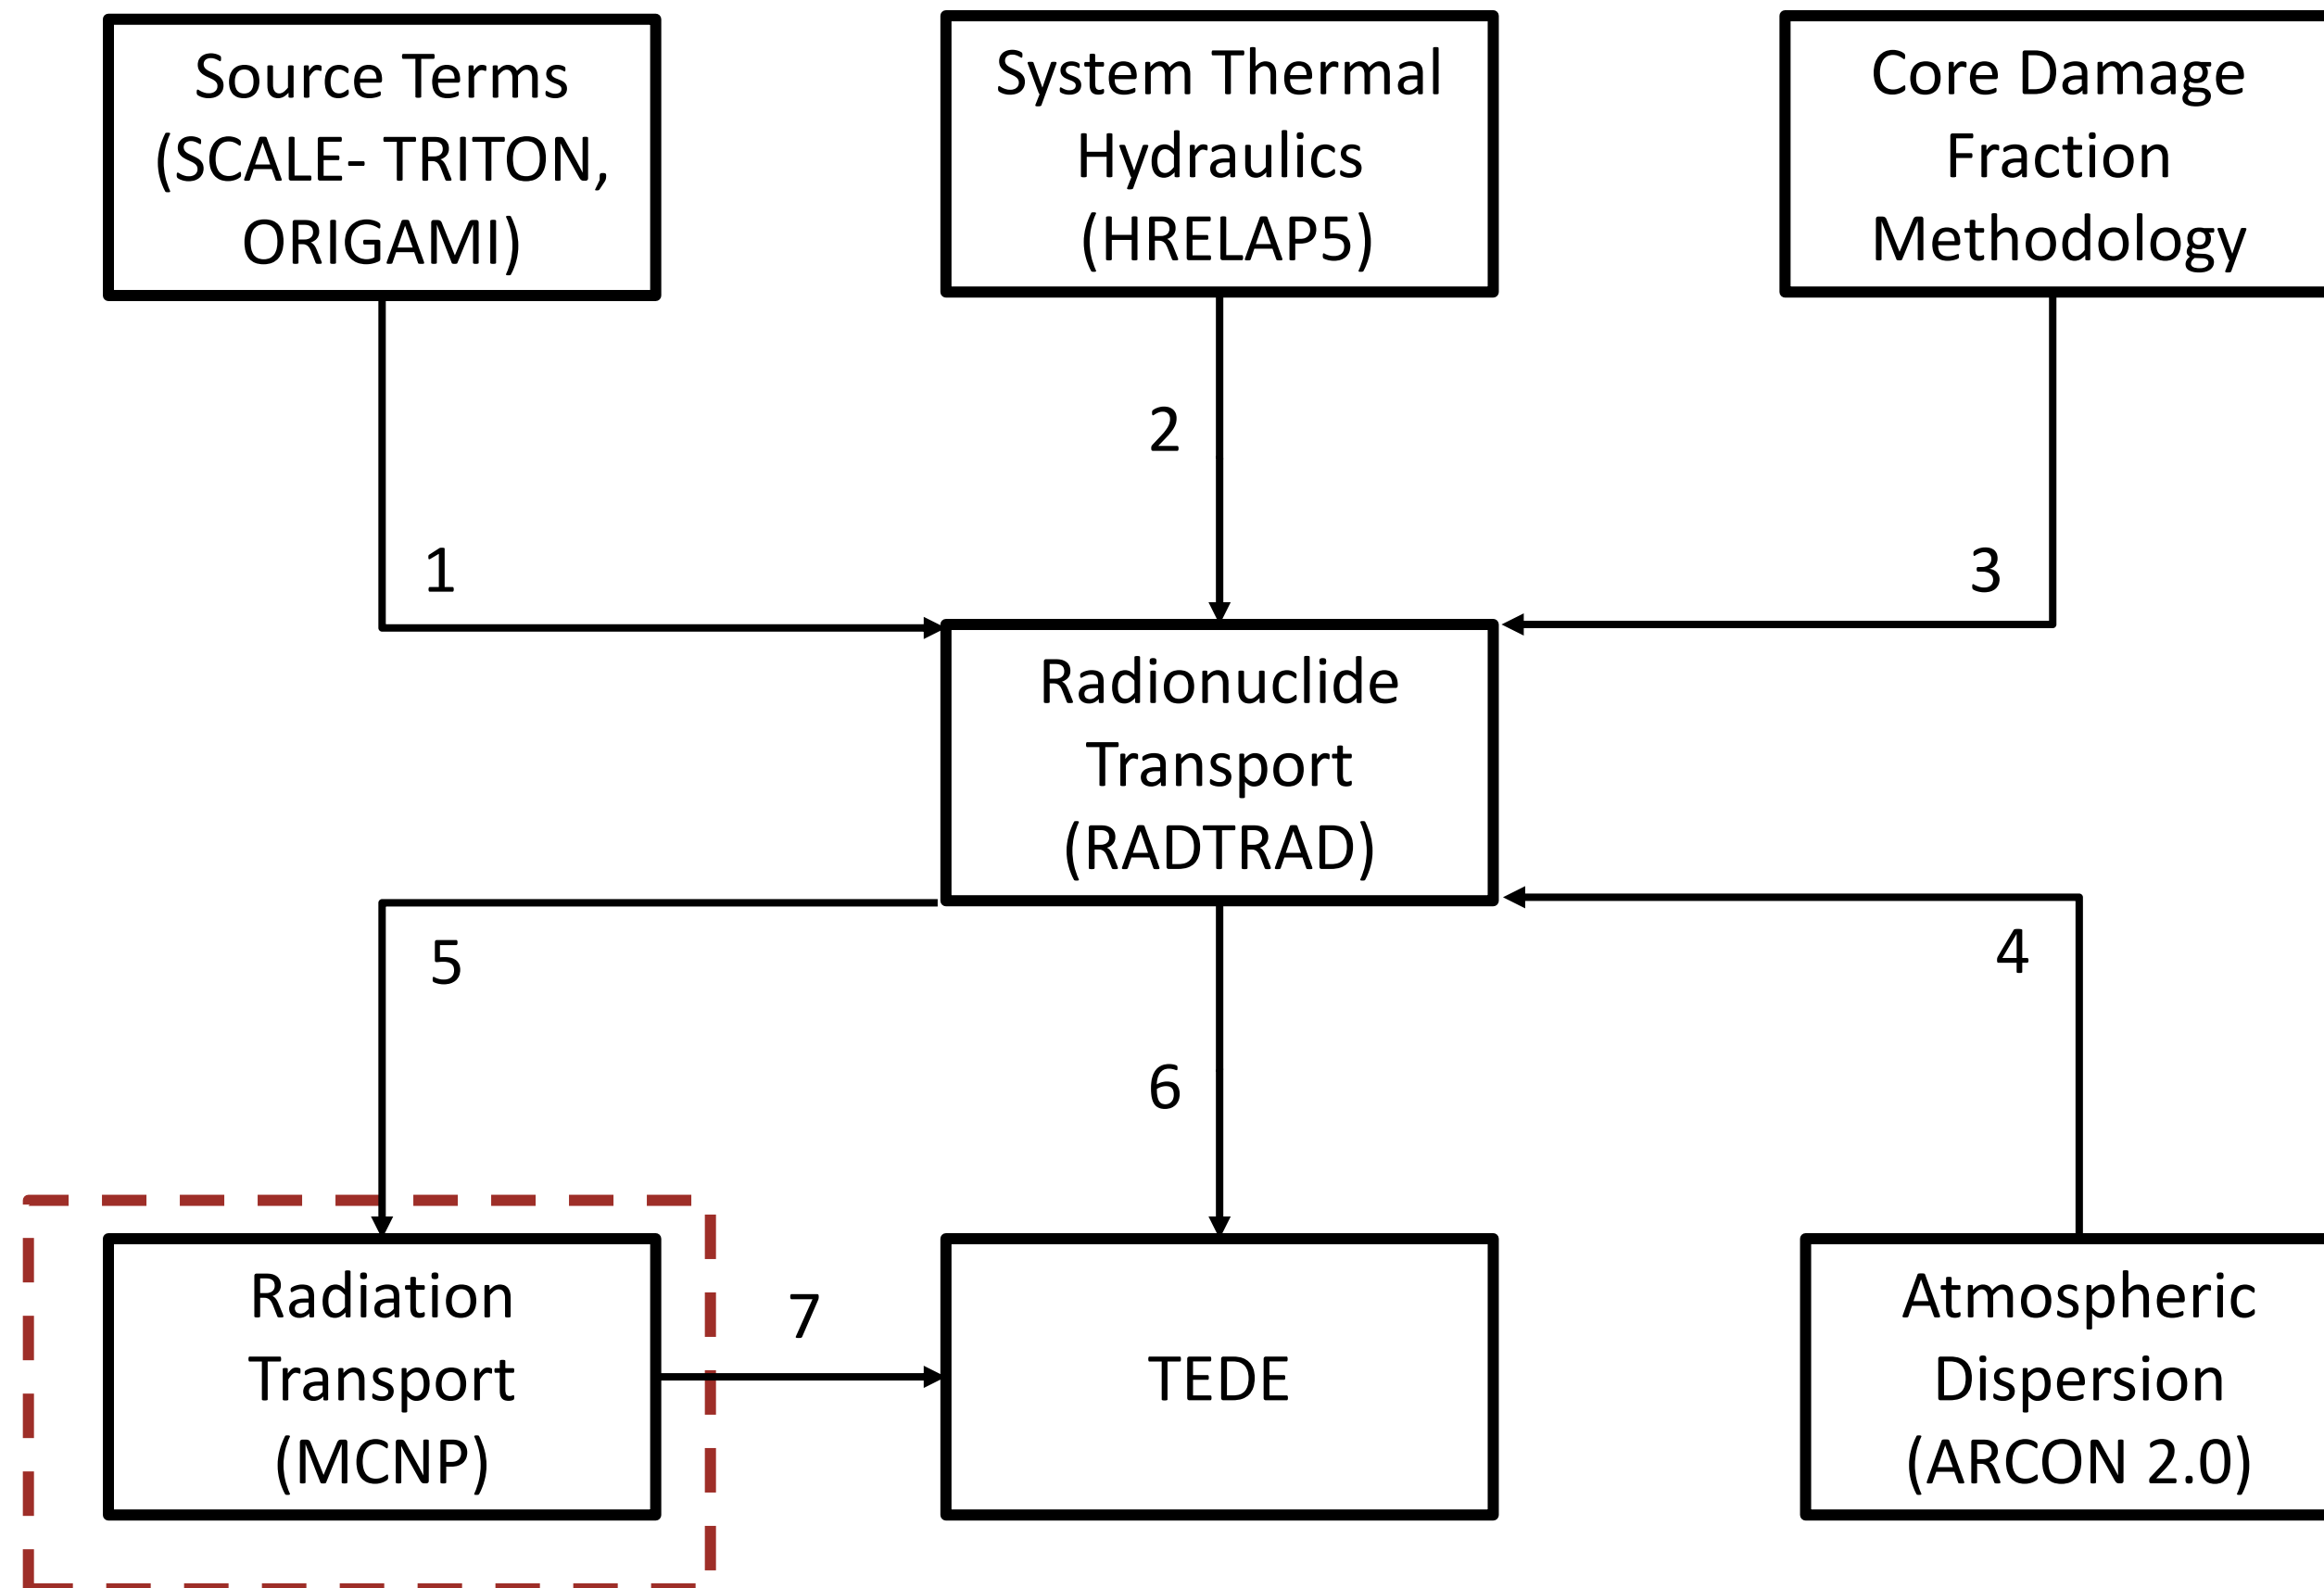 Source Terms
(SCALE- TRITON,
ORIGAMI)
System Thermal
Hydraulics
(HRELAP5)
Core Damage
Fraction
Methodology
2
1
3
Radionuclide
Transport
(RADTRAD)
5
4
6
Radiation
Transport
(MCNP)
7
TEDE
Atmospheric
Dispersion
(ARCON 2.0)